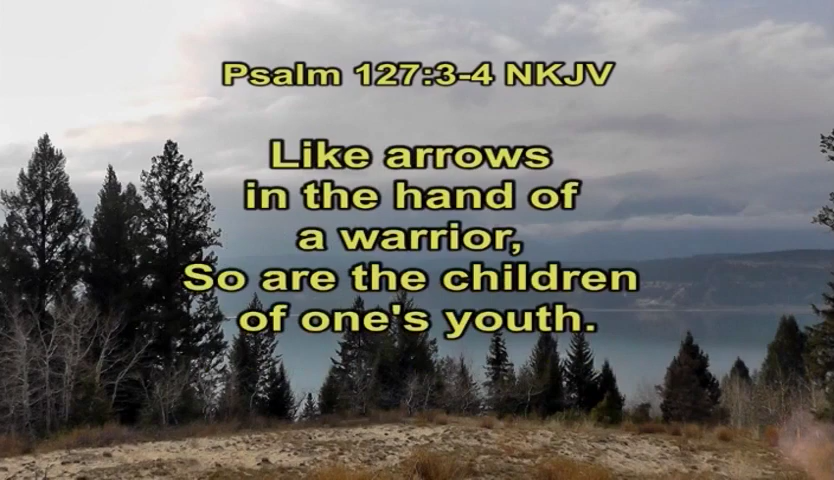 Psalm 127:3-4 NKJV
Like arrows
in the hand of
a warrior,
So are the children
of one's youth.